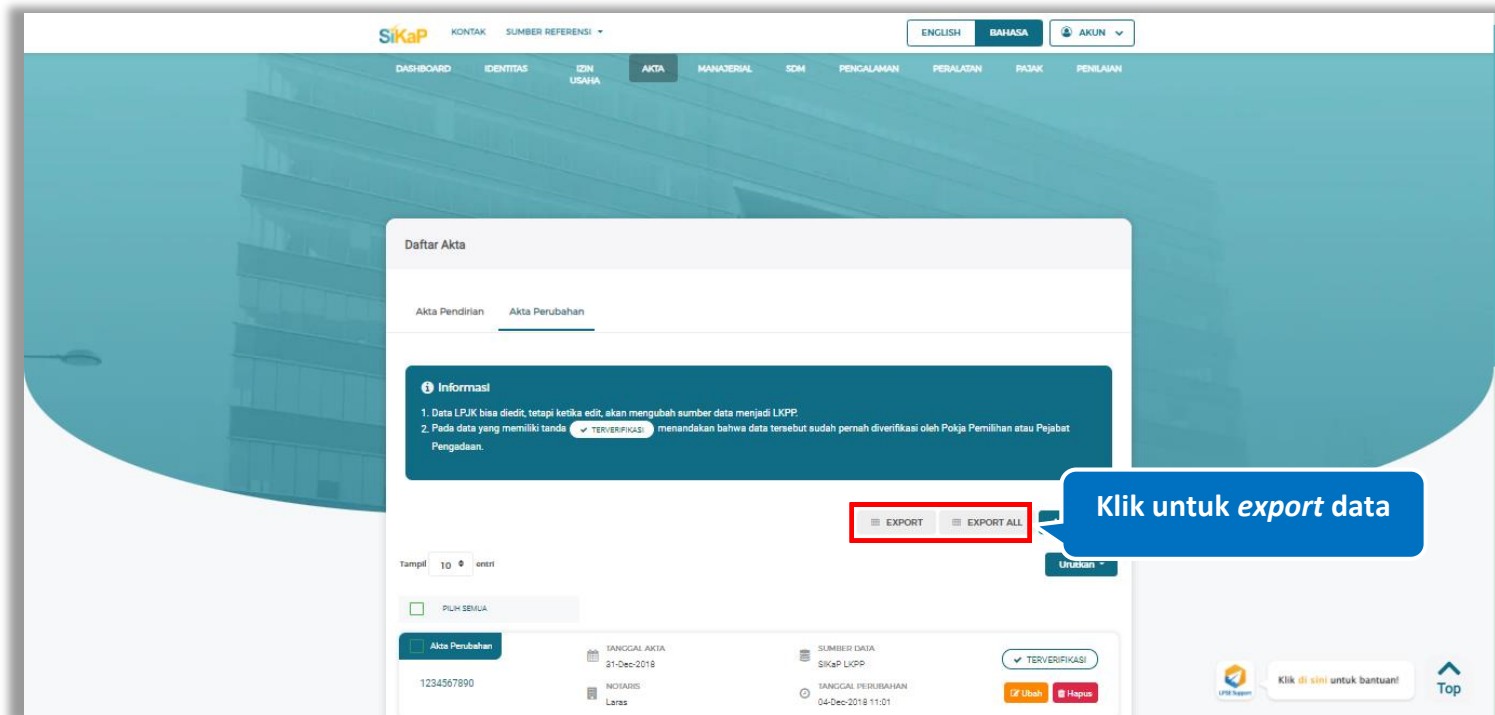 SiKaP KONTAK SUMBER REFERENSI ENGLISH BAHASA AKUN
DASHBOARD IDENTITAS IZIN USAHA AKTA MANAJERIAL SDM PENGALAMAN PERALATAN PAJAK PENILAIAN
Daftar Akta
Akta Pendirian Akta Perubahan
Informasi
1. Data LPJK bisa diedit, tetapi ketika edit, akan mengubah sumber data menjadi LKPP.
2. Pada data yang memiliki tanda TERVERIFIKASI menandakan bahwa data tersebut sudah pernah diverifikasi oleh Pokja Pemilihan atau Pejabat
Pengadaan.
Klik untuk export data
EXPORT EXPORT ALL
Tampil 10 entri Urutkan
PILIH SEMUA
Akta Perubahan
1234567890
TANGGAL AKTA
31-Dec-2018
NOTARIS
Laras
SUMBER DATA
SIKaP LKPP
TANGGAL PERUBAHAN
04-Dec-2018 11:01
TERVERIFIKASI
Ubah Hapus
LPSE Support
Klik di sini untuk bantuan!
Top